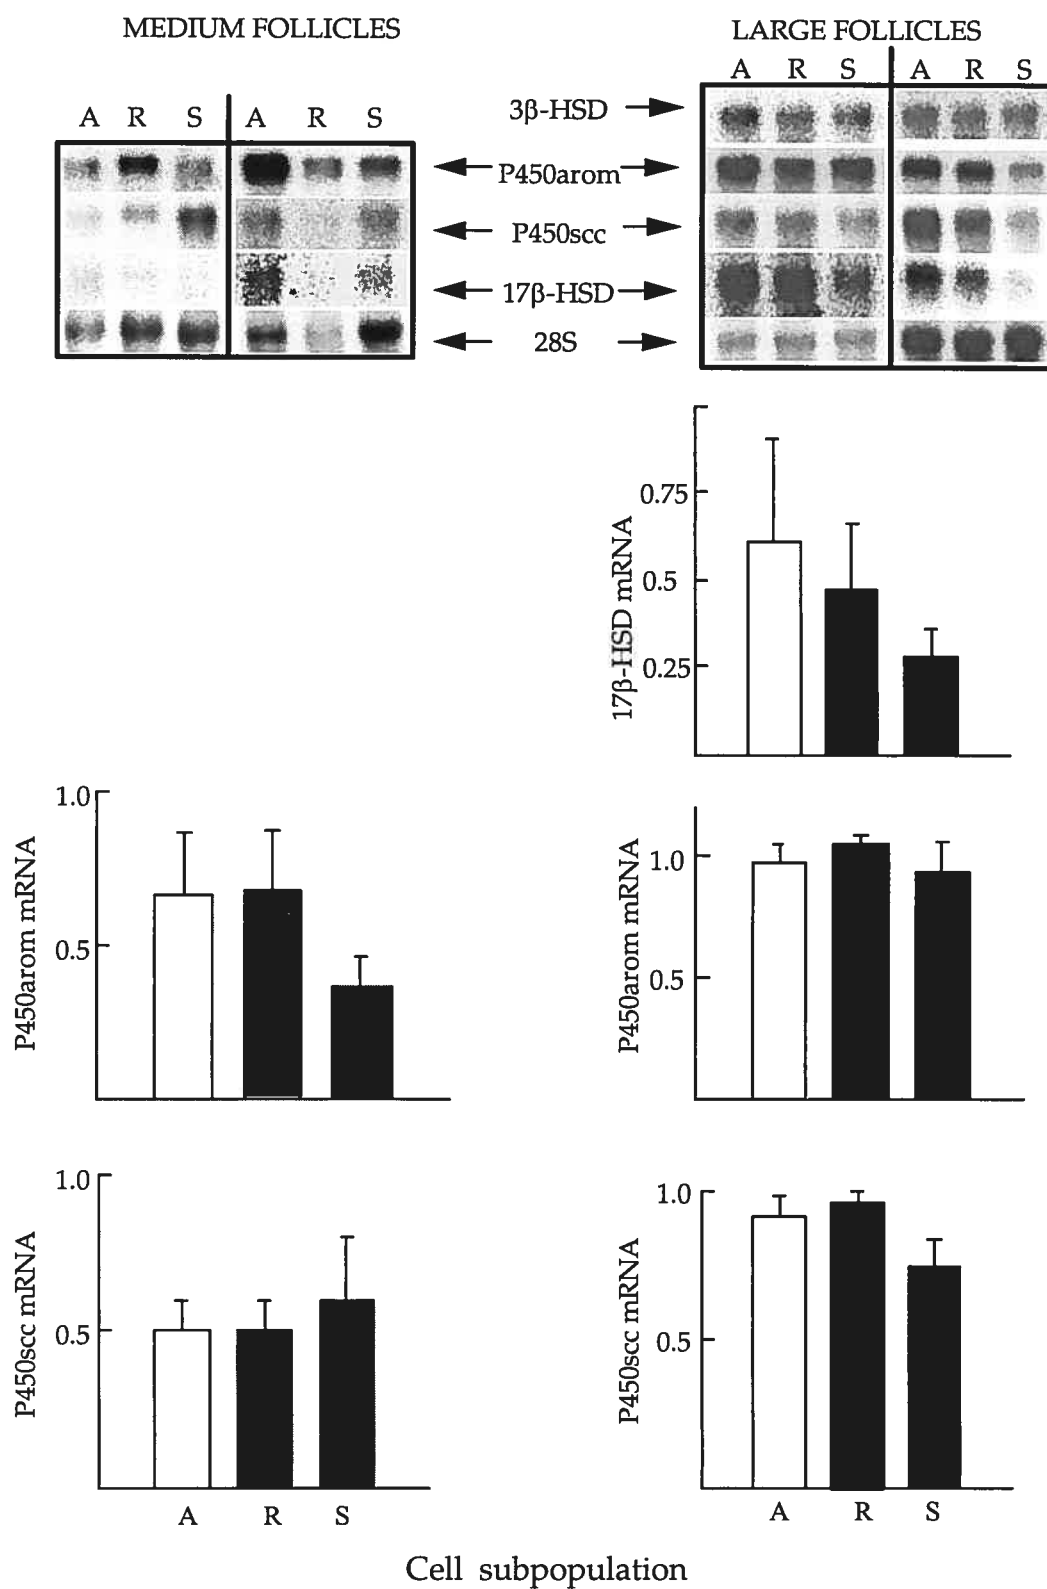 MEDIUM FOLLICLES
LARGE FOLLICLES
A R S A R S
A R S A R S
3β-HSD
P450arom
P450scc
17β-HSD
28S
17β-HSD mRNA
0.75
0.5
0.25
P450arom mRNA
1.0
0.5
P450arom mRNA
1.0
0.5
P450scc mRNA
1.0
0.5
A R S
P450scc mRNA
1.0
0.5
A R S
Cell subpopulation